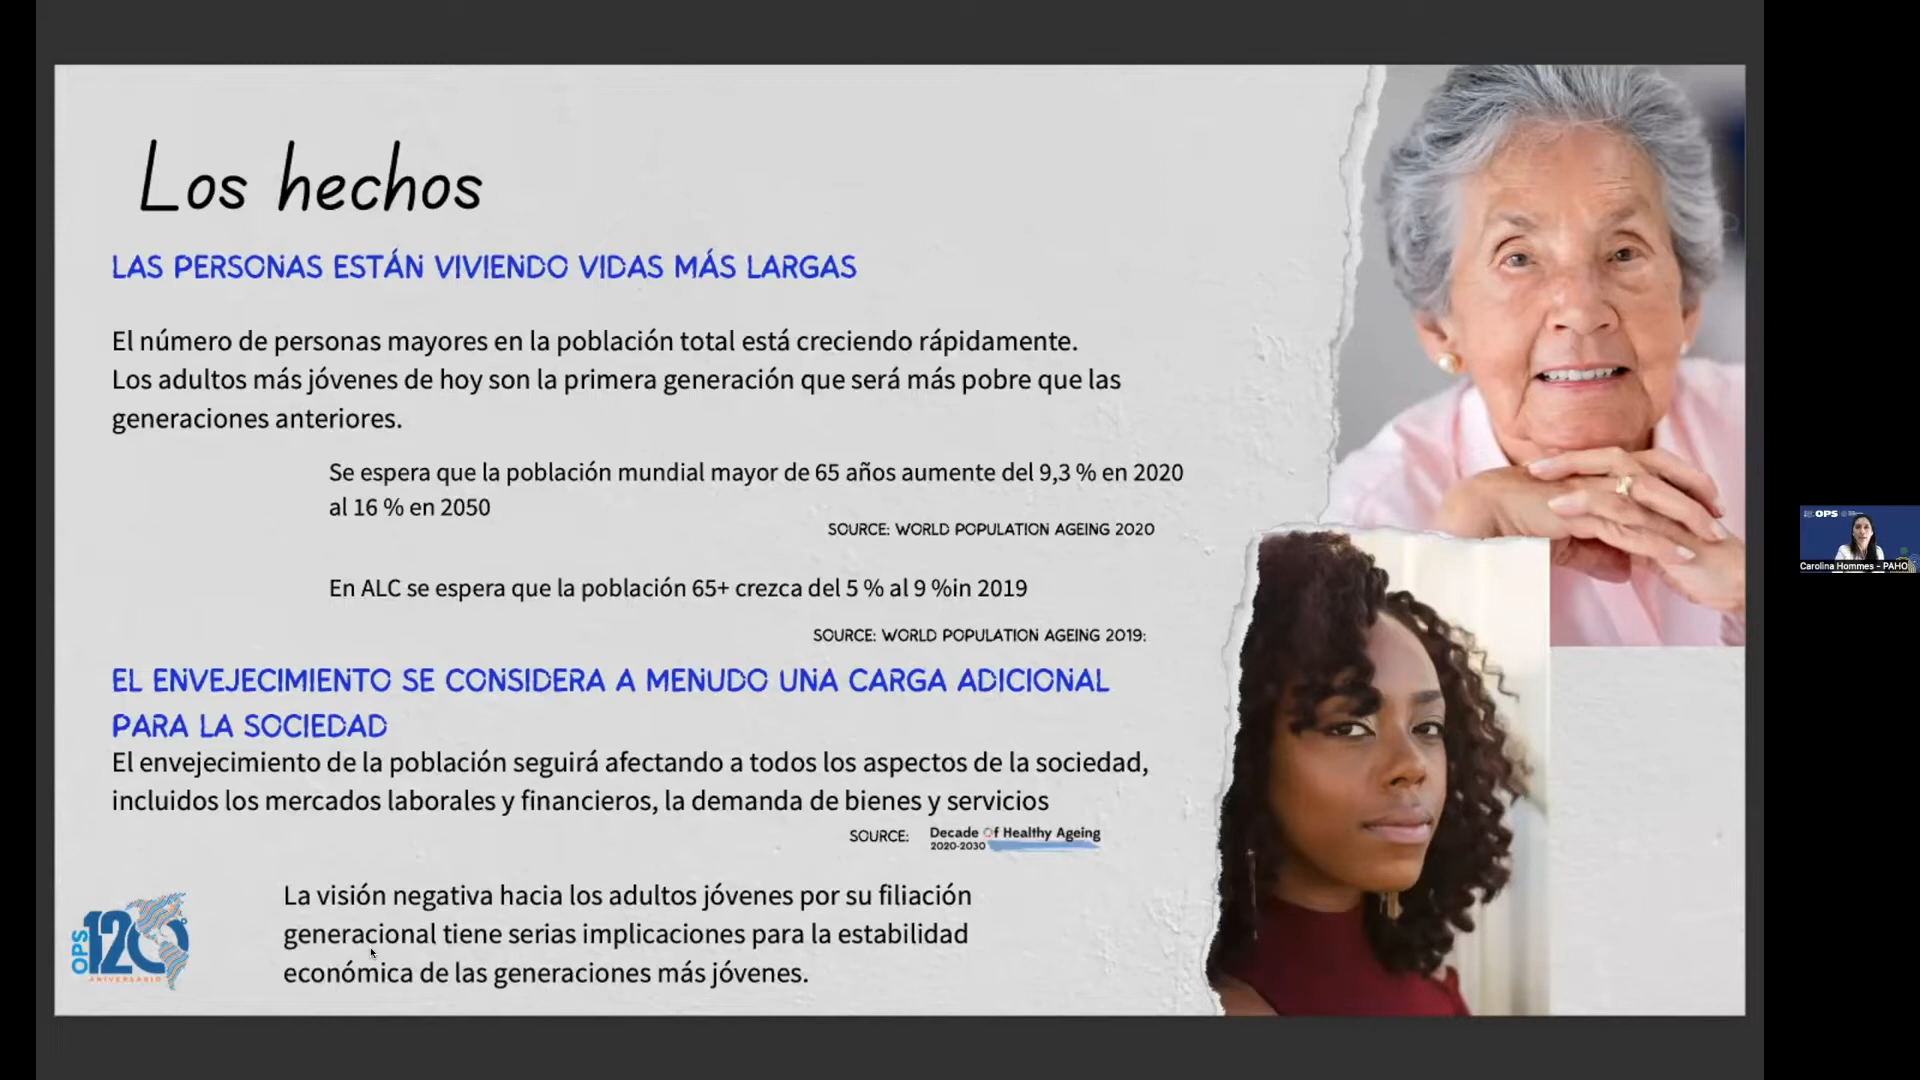 Los hechos
LAS PERSONAS ESTÁN VIVIENDO VIDAS MÁS LARGAS
El número de personas mayores en la población total está creciendo rápidamente.
Los adultos más jóvenes de hoy son la primera generación que será más pobre que las
generaciones anteriores.
Se espera que la población mundial mayor de 65 años aumente del 9,3 % en 2020
al 16 % en 2050
SOURCE: WORLD POPULATION AGEING 2020
En ALC se espera que la población 65+ crezca del 5 % al 9 %in 2019
SOURCE: WORLD POPULATION AGEING 2019:
EL ENVEJECIMIENTO SE CONSIDERA A MENUDO UNA CARGA ADICIONAL
PARA LA SOCIEDAD
El envejecimiento de la población seguirá afectando a todos los aspectos de la sociedad,
incluidos los mercados laborales y financieros, la demanda de bienes y servicios
SOURCE: Decade Of Healthy Ageing
2020-2030
La visión negativa hacia los adultos jóvenes por su filiación
generacional tiene serias implicaciones para la estabilidad
económica de las generaciones más jóvenes.
OPS 120
ANIVERSARIO
OPS
Carolina Hommes - PAHO